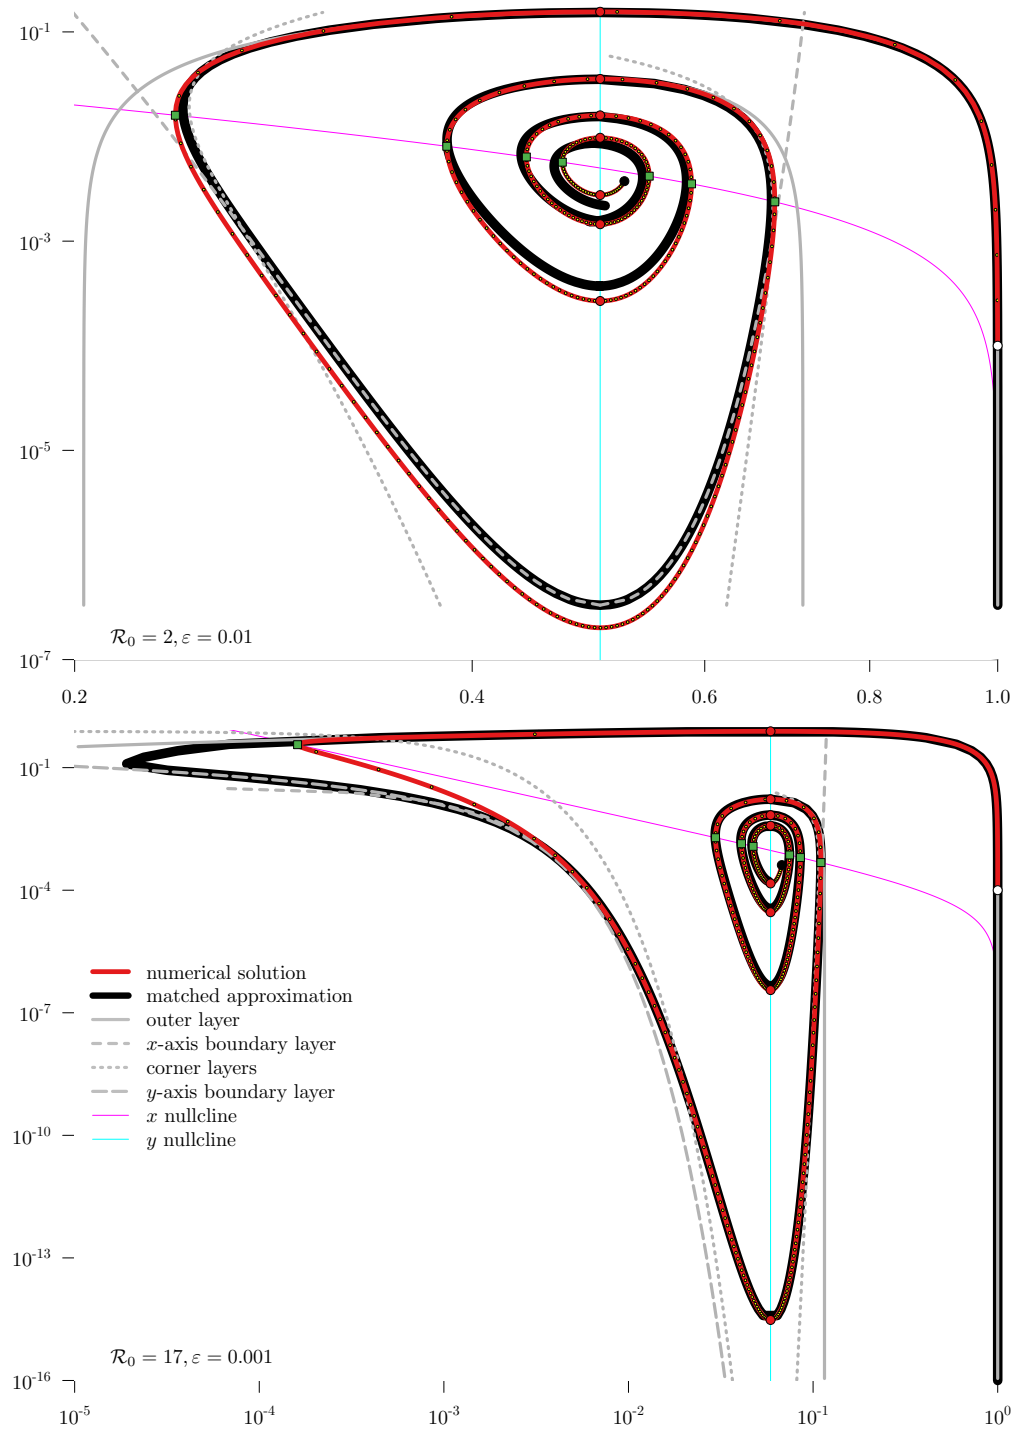 10^-1
10^-3
10^-5
10^-7
ℛ₀ = 2, ε = 0.01
0.2 0.4 0.6 0.8 1.0
10^-1
10^-4
10^-7
10^-10
10^-13
10^-16
numerical solution
matched approximation
outer layer
x-axis boundary layer
corner layers
y-axis boundary layer
x nullcline
y nullcline
ℛ₀ = 17, ε = 0.001
10^-5 10^-4 10^-3 10^-2 10^-1 10^0